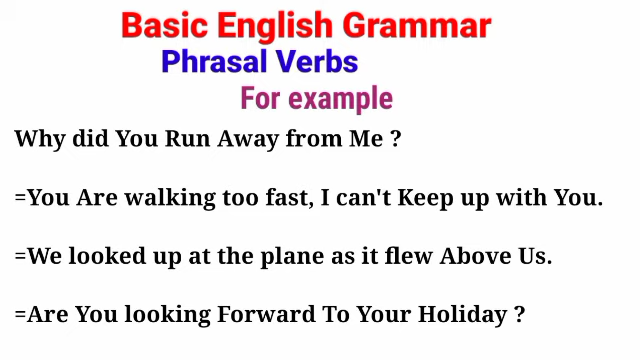 Basic English Grammar
Phrasal Verbs
For example
Why did You Run Away from Me ?
=You Are walking too fast, I can't Keep up with You.
=We looked up at the plane as it flew Above Us.
=Are You looking Forward To Your Holiday ?